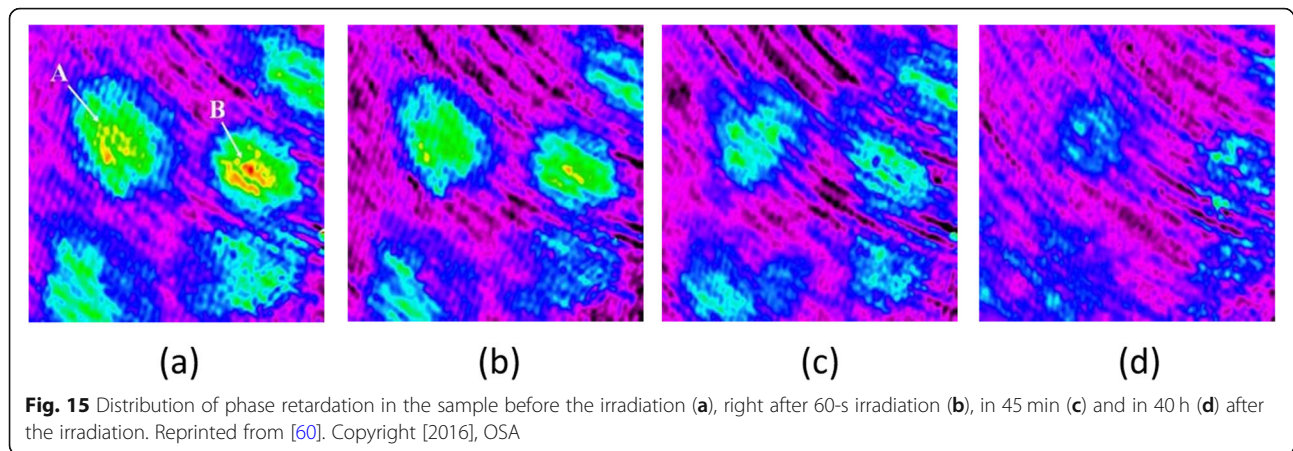 A
B
(a) (b) (c) (d)
Fig. 15 Distribution of phase retardation in the sample before the irradiation (a), right after 60-s irradiation (b), in 45 min (c) and in 40 h (d) after
the irradiation. Reprinted from [60]. Copyright [2016], OSA